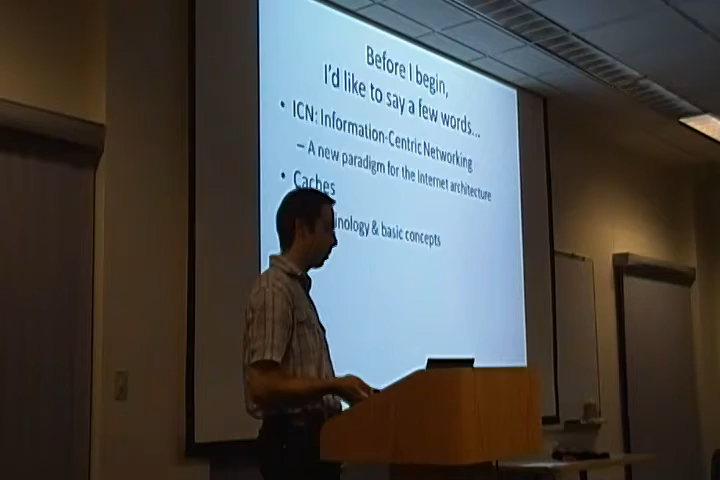 Before I begin,
I'd like to say a few words...
• ICN: Information-Centric Networking
– A new paradigm for the Internet architecture
• Caches
& basic concepts